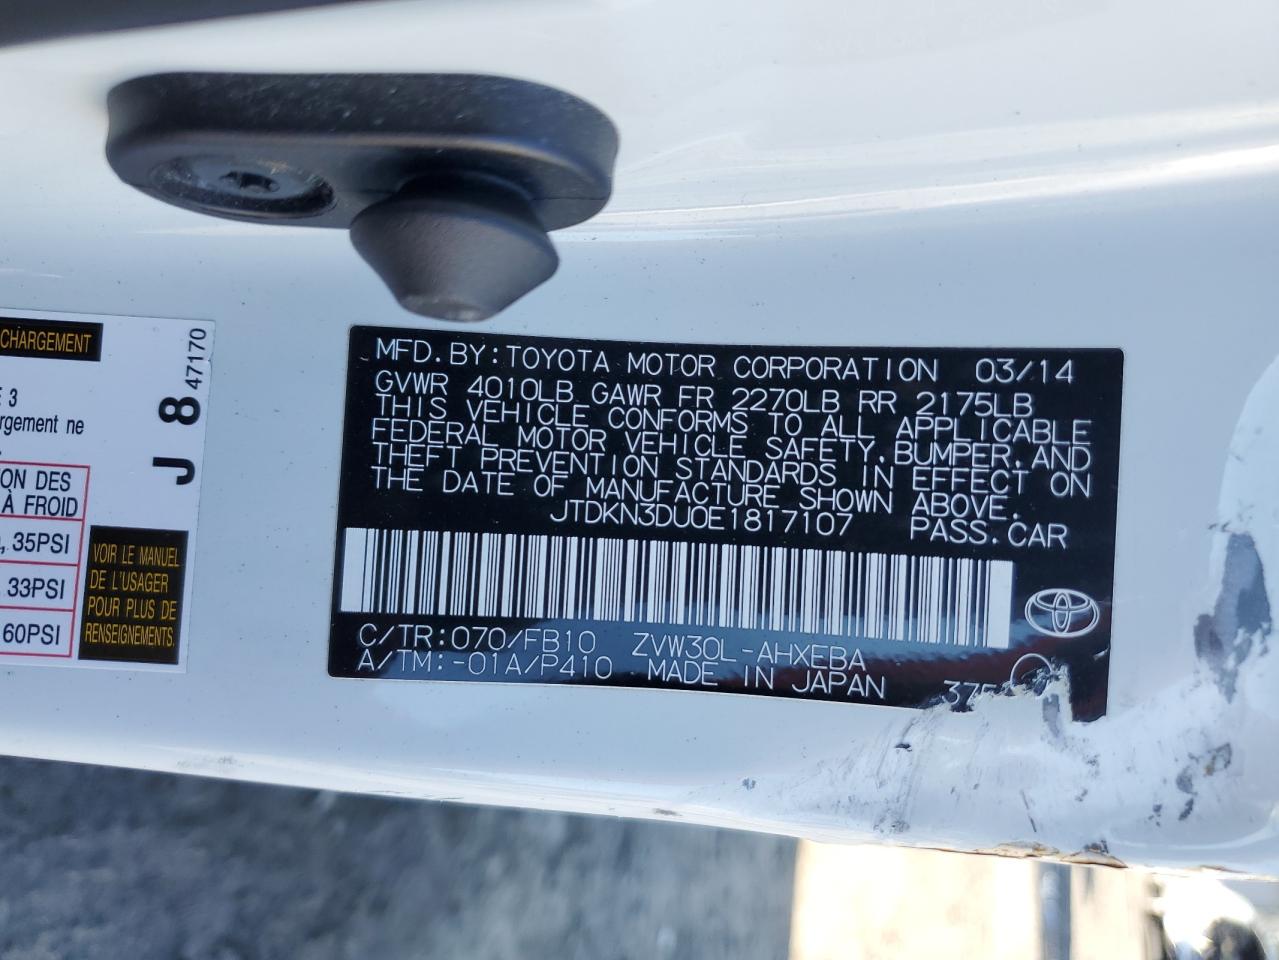 CHARGEMENT
E 3
rgement ne
ION DES
À FROID
, 35PSI
33PSI
60PSI
VOIR LE MANUEL
DE L'USAGER
POUR PLUS DE
RENSEIGNEMENTS.
J 8 47170
MFD. BY: TOYOTA MOTOR CORPORATION 03/14
GVWR 4010LB GAWR FR 2270LB RR 2175LB
THIS VEHICLE CONFORMS TO ALL APPLICABLE
FEDERAL MOTOR VEHICLE SAFETY, BUMPER, AND
THEFT PREVENTION STANDARDS IN EFFECT ON
THE DATE OF MANUFACTURE SHOWN ABOVE.
JTDKN3DU0E1817107 PASS. CAR
C/TR: 070/FB10 ZVW30L-AHXEBA
A/TM: -01A/P410 MADE IN JAPAN